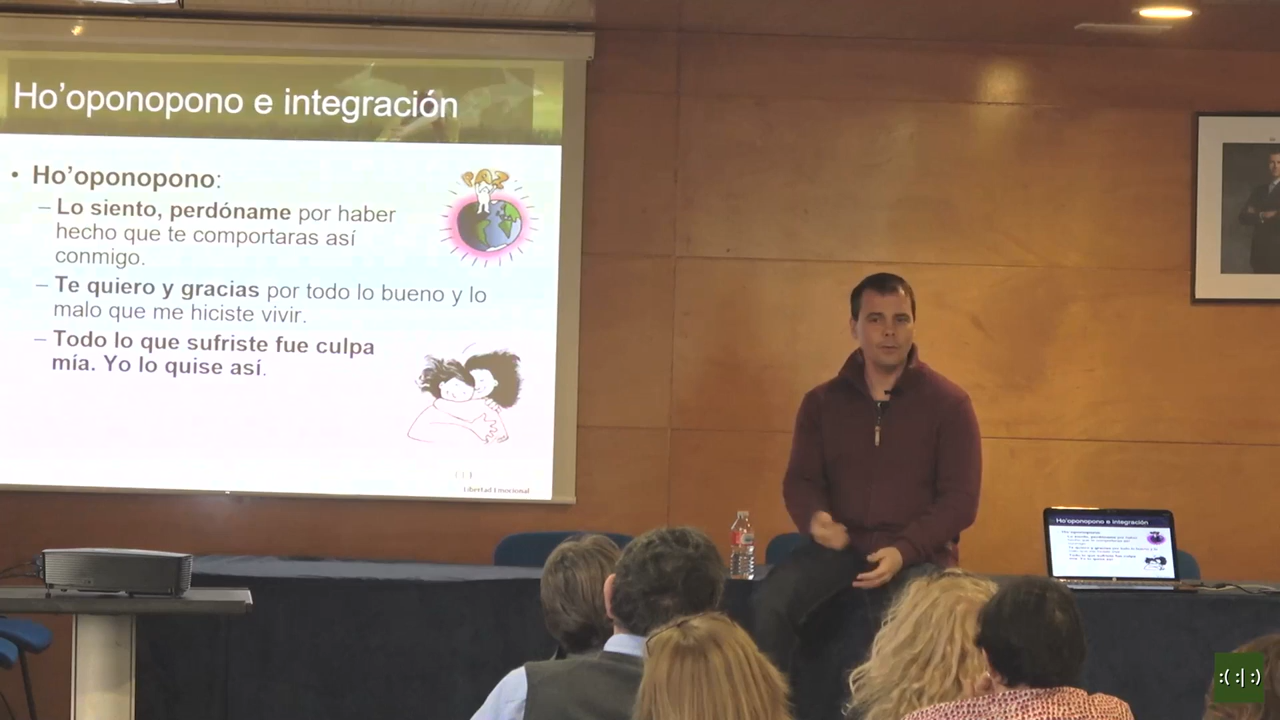 Ho'oponopono e integración
• Ho'oponopono:
– Lo siento, perdóname por haber
hecho que te comportaras así
conmigo.
– Te quiero y gracias por todo lo bueno y lo
malo que me hiciste vivir.
– Todo lo que sufriste fue culpa
mía. Yo lo quise así.
Libertad Emocional
Ho'oponopono e integración
:( :| :)